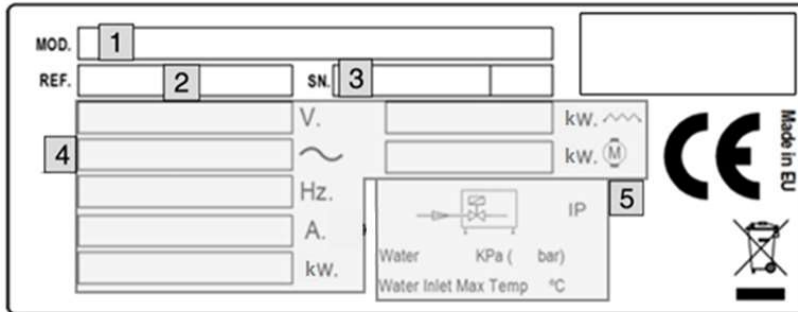 MOD. 1
REF. 2 SN. 3
V. kW.
4 kW. M
Hz.
A.
kW.
5
IP
Water KPa ( bar)
Water Inlet Max Temp ºC
CE
Made in EU